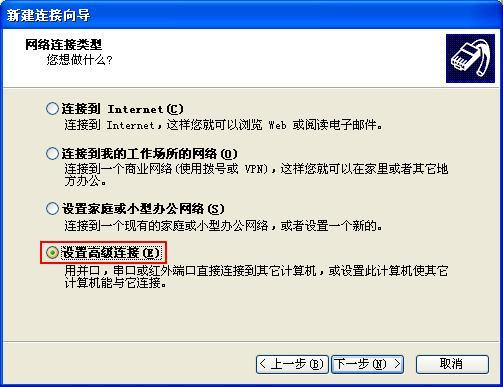 新建连接向导
网络连接类型
您想做什么?
连接到 Internet(C)
连接到 Internet，这样您就可以浏览 Web 或阅读电子邮件。
连接到我的工作场所的网络(O)
连接到一个商业网络(使用拨号或 VPN)，这样您就可以在家里或者其它地
方办公。
设置家庭或小型办公网络(S)
连接到一个现有的家庭或小型办公网络，或者设置一个新的。
设置高级连接(E)
用并口，串口或红外端口直接连接到其它计算机，或设置此计算机使其它
计算机能与它连接。
< 上一步(B) 下一步(N) > 取消